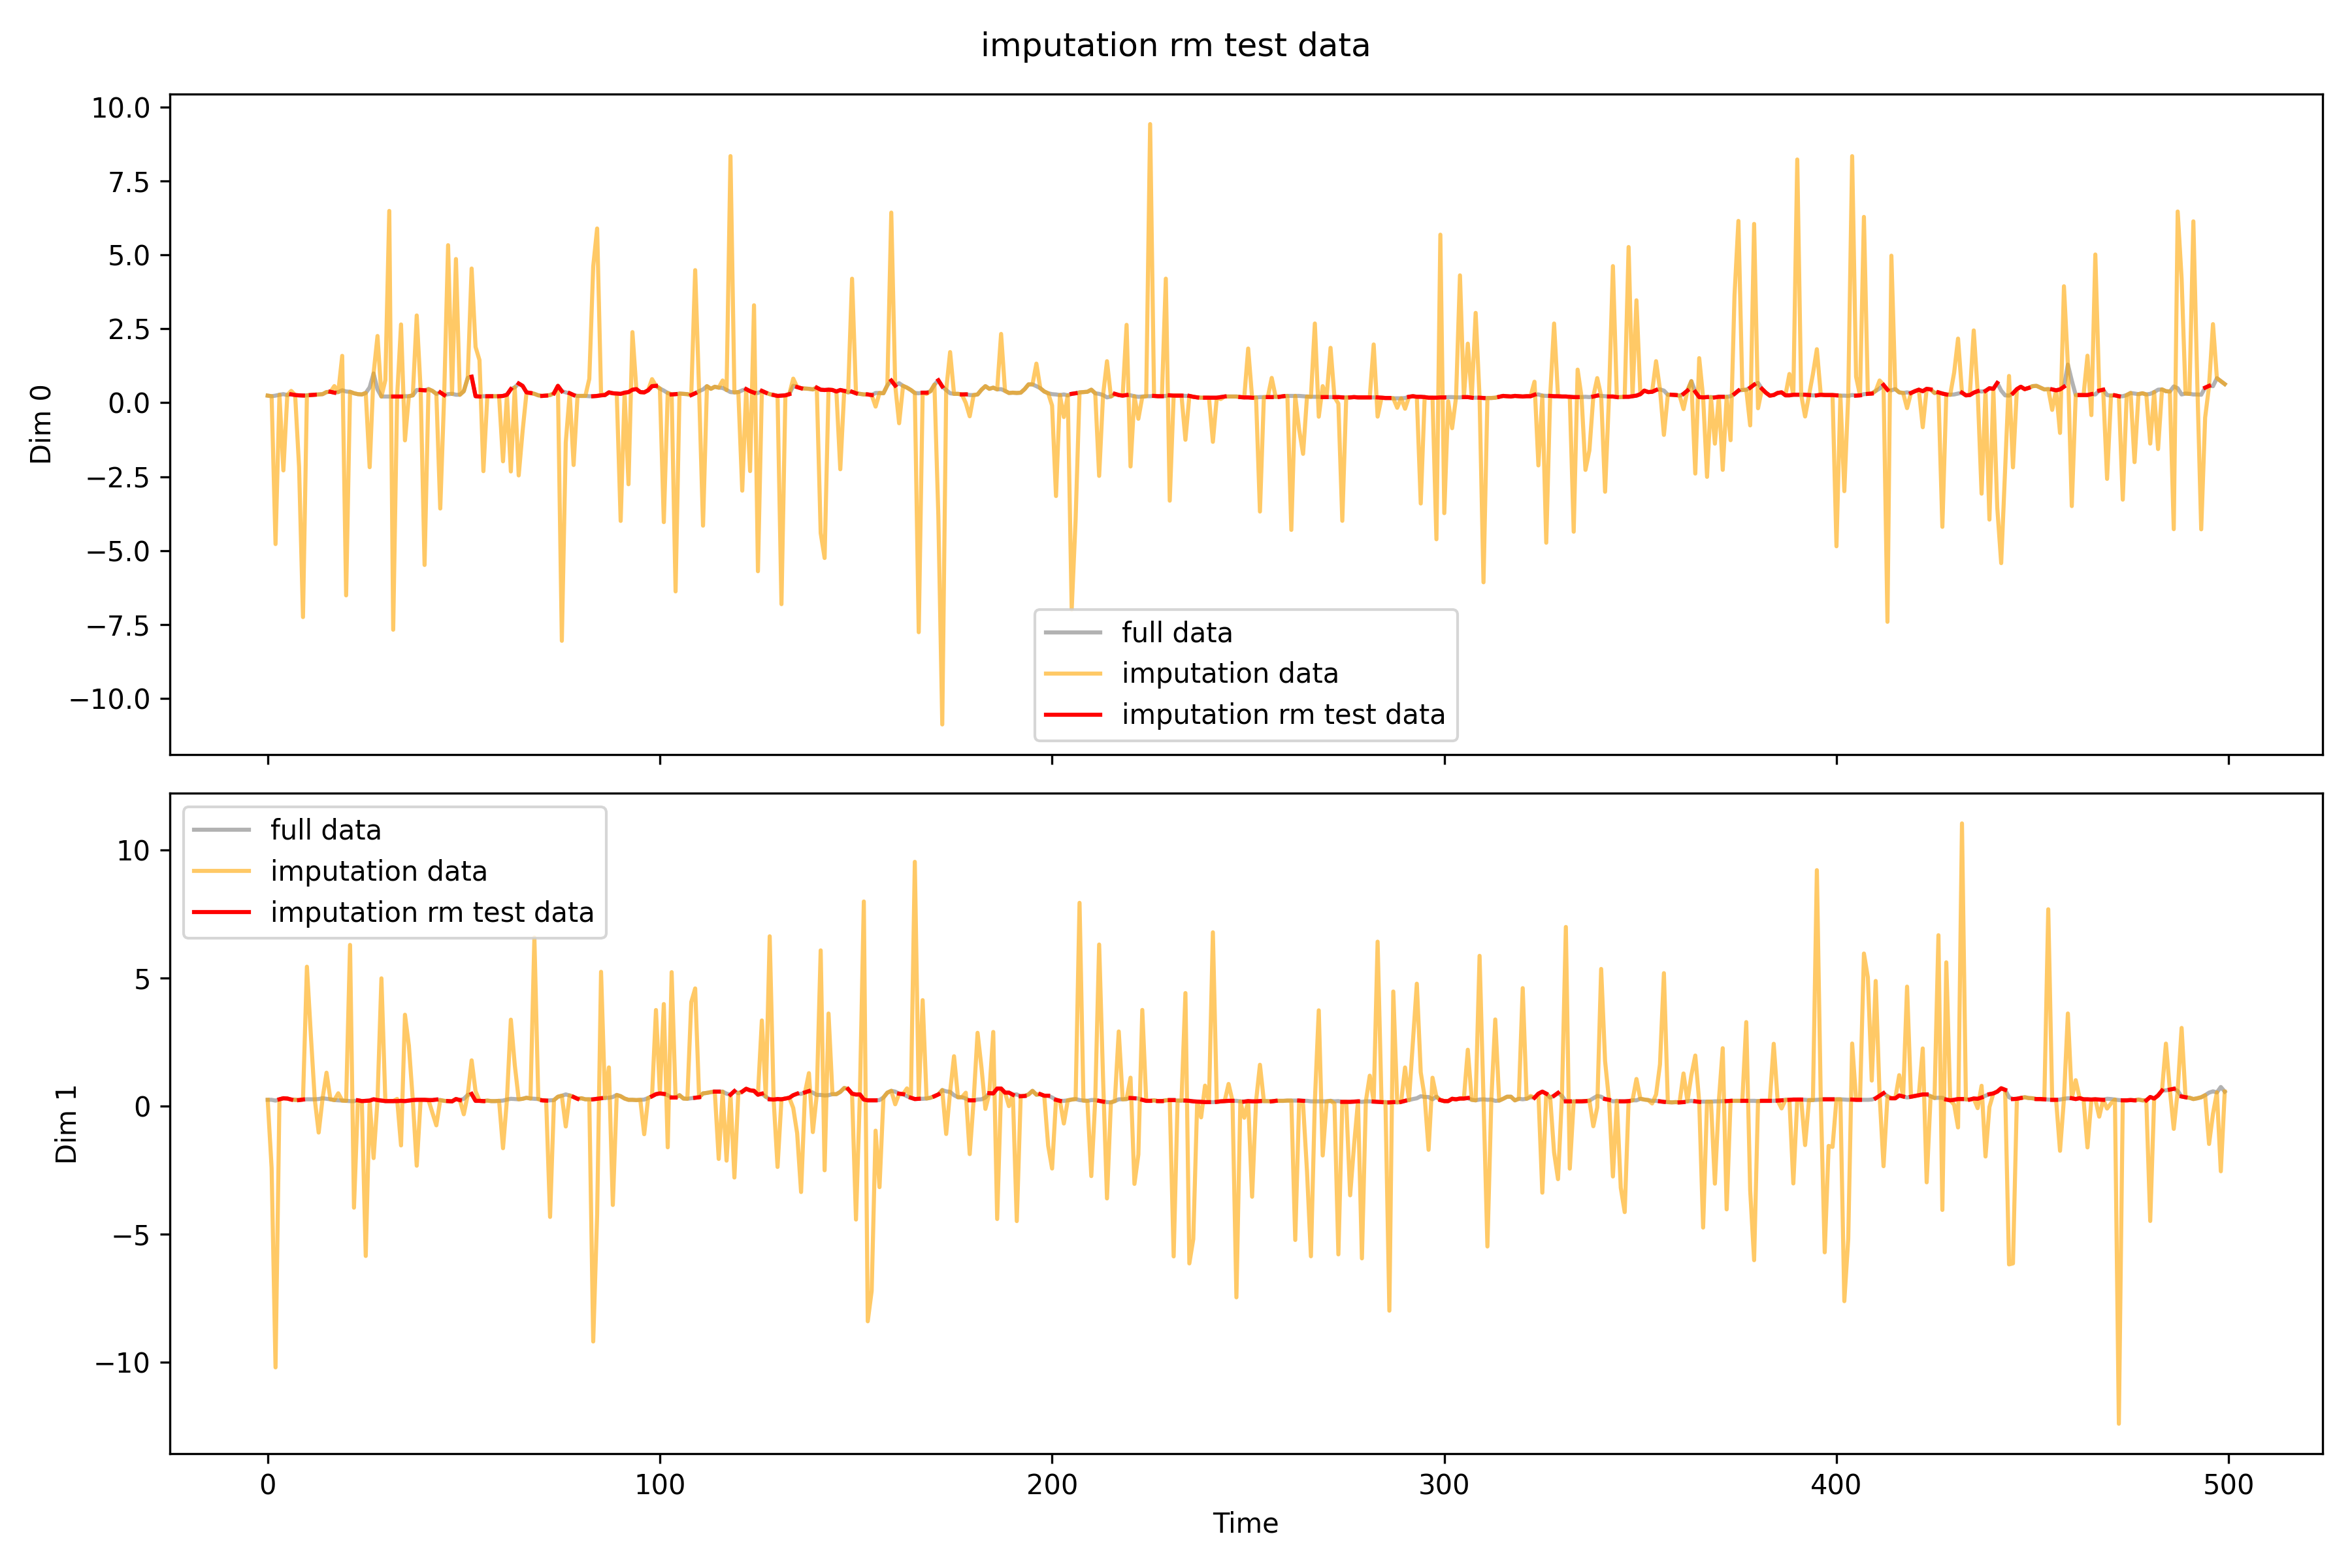 imputation rm test data
10.0
7.5
5.0
2.5
0.0
−2.5
−5.0
−7.5
−10.0
Dim 0
full data
imputation data
imputation rm test data
full data
imputation data
imputation rm test data
10
5
0
−5
−10
Dim 1
0 100 200 300 400 500
Time